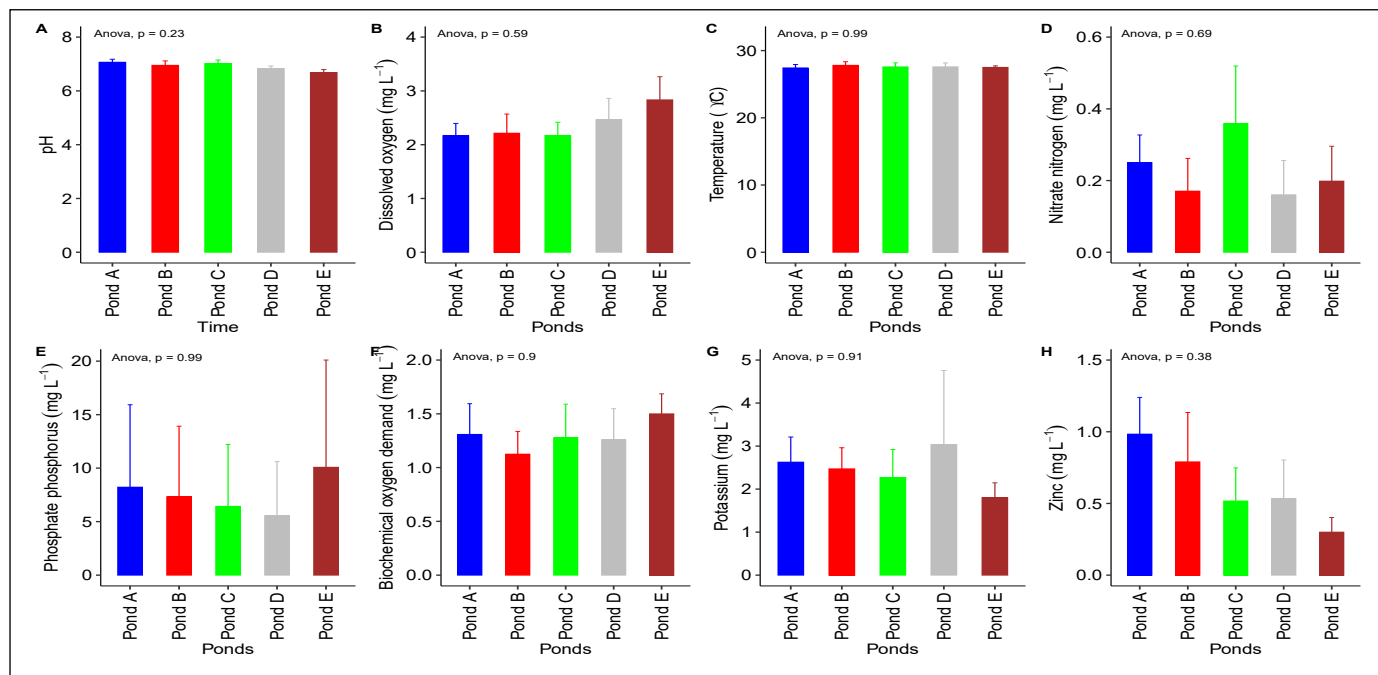 A
Anova, p = 0.23
pH
8
6
4
2
0
Pond A
Pond B
Pond C
Pond D
Pond E
Time
B
Anova, p = 0.59
Dissolved oxygen (mg L⁻¹)
4
3
2
1
0
Pond A
Pond B
Pond C
Pond D
Pond E
Ponds
C
Anova, p = 0.99
Temperature (ϒC)
30
20
10
0
Pond A
Pond B
Pond C
Pond D
Pond E
Ponds
D
Anova, p = 0.69
Nitrate nitrogen (mg L⁻¹)
0.6
0.4
0.2
0.0
Pond A
Pond B
Pond C
Pond D
Pond E
Ponds
E
Anova, p = 0.99
Phosphate phosphorus (mg L⁻¹)
20
15
10
5
0
Pond A
Pond B
Pond C
Pond D
Pond E
Ponds
F
Anova, p = 0.9
Biochemical oxygen demand (mg L⁻¹)
2.0
1.5
1.0
0.5
0.0
Pond A
Pond B
Pond C
Pond D
Pond E
Ponds
G
Anova, p = 0.91
Potassium (mg L⁻¹)
5
4
3
2
1
0
Pond A
Pond B
Pond C
Pond D
Pond E
Ponds
H
Anova, p = 0.38
Zinc (mg L⁻¹)
1.5
1.0
0.5
0.0
Pond A
Pond B
Pond C
Pond D
Pond E
Ponds